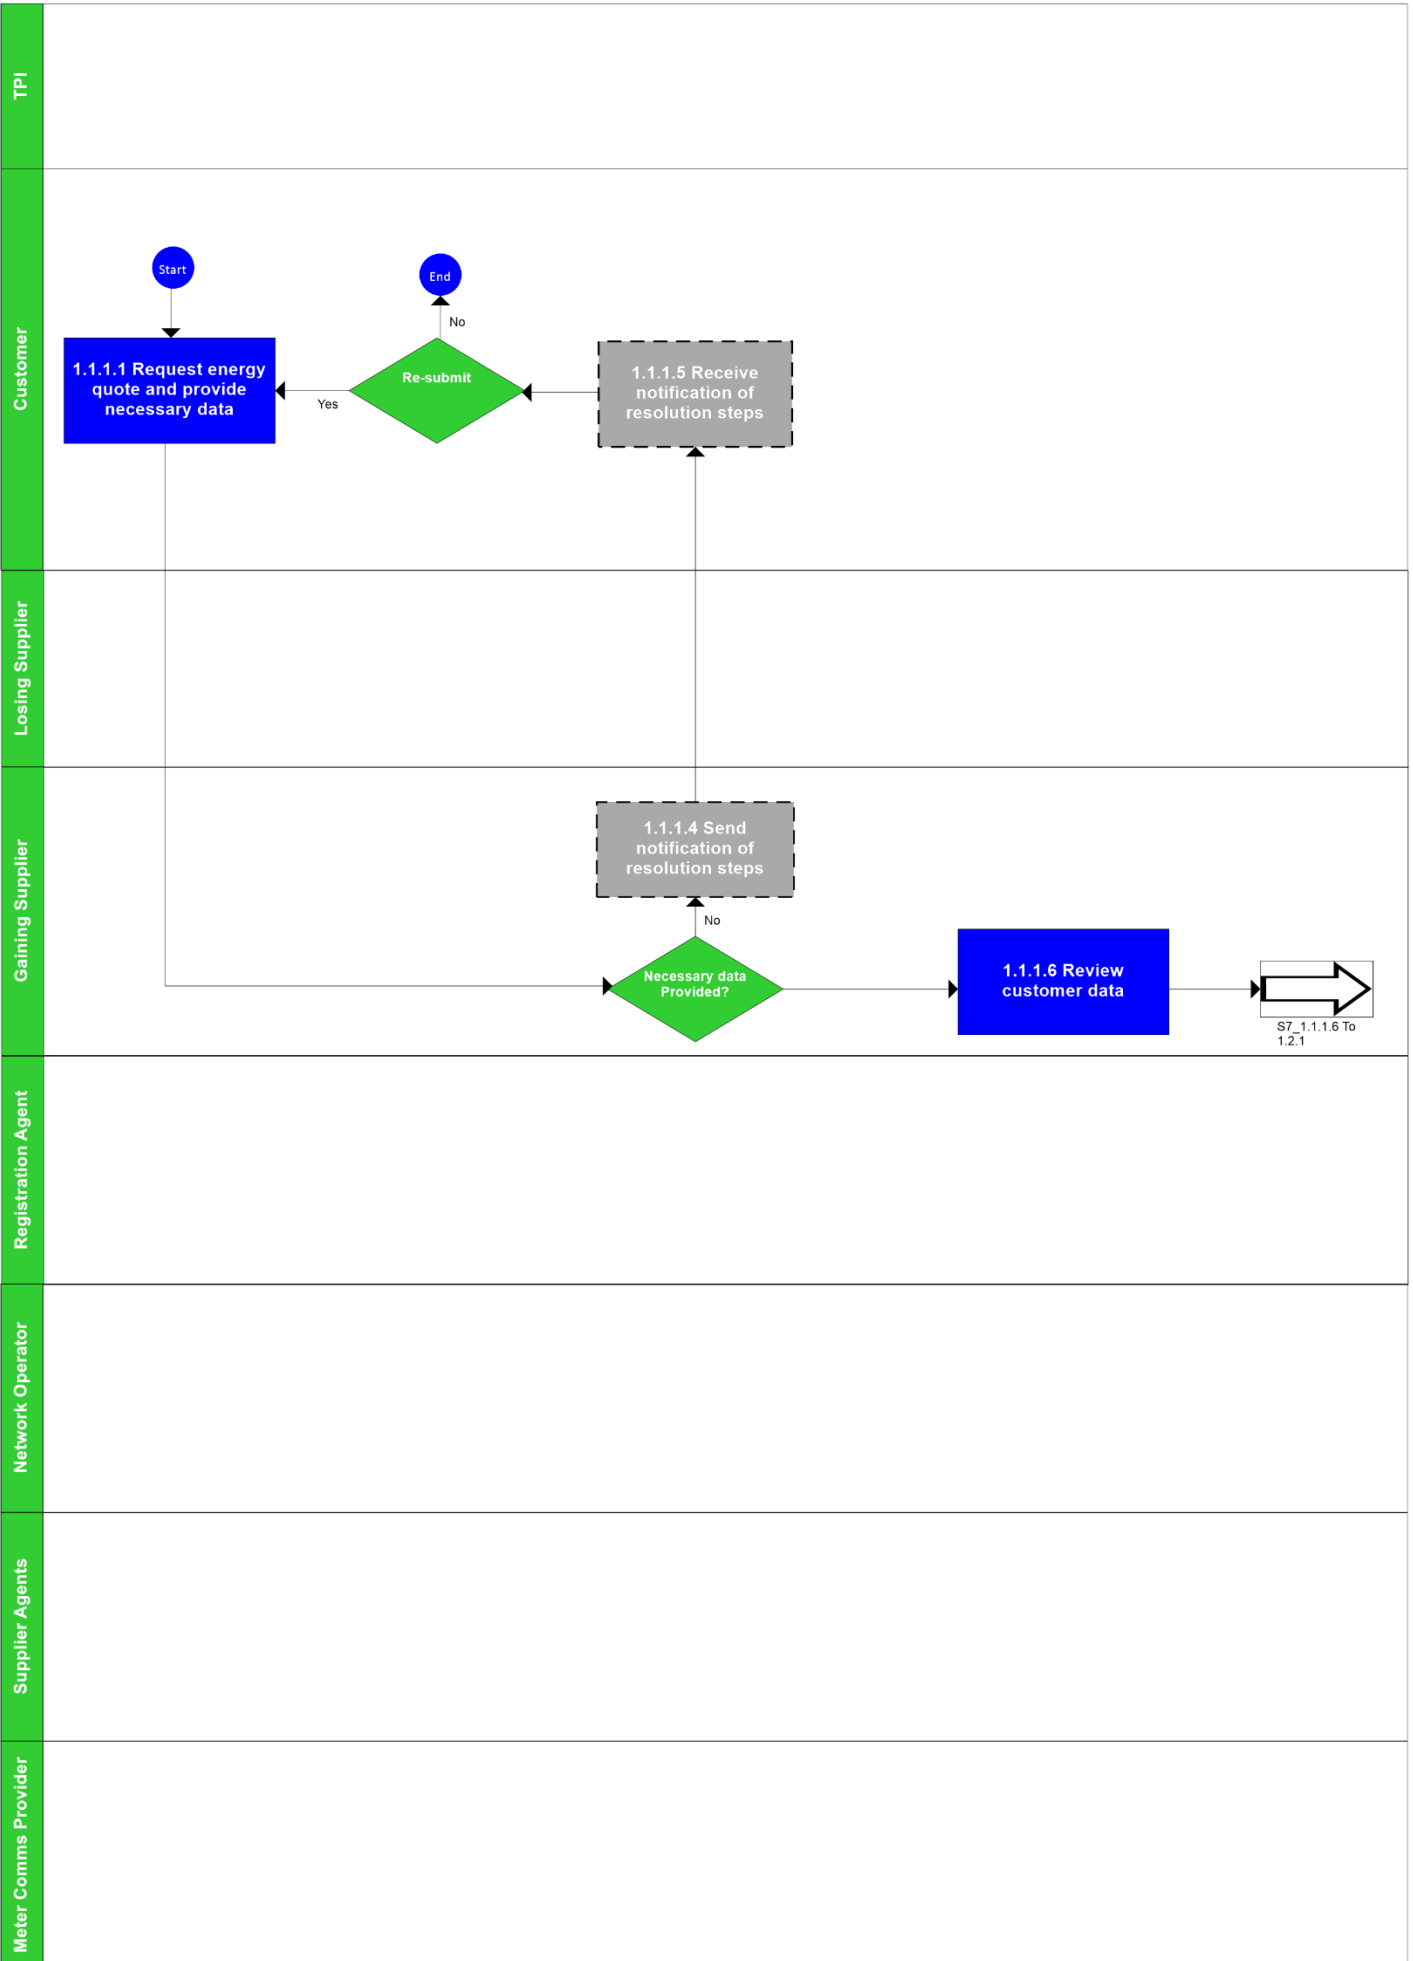 TPI
Customer
Start
End
No
1.1.1.1 Request energy
quote and provide
necessary data
Yes
Re-submit
1.1.1.5 Receive
notification of
resolution steps
Losing Supplier
Gaining Supplier
1.1.1.4 Send
notification of
resolution steps
No
Necessary data
Provided?
1.1.1.6 Review
customer data
S7_1.1.1.6 To
1.2.1
Registration Agent
Network Operator
Supplier Agents
Meter Comms Provider